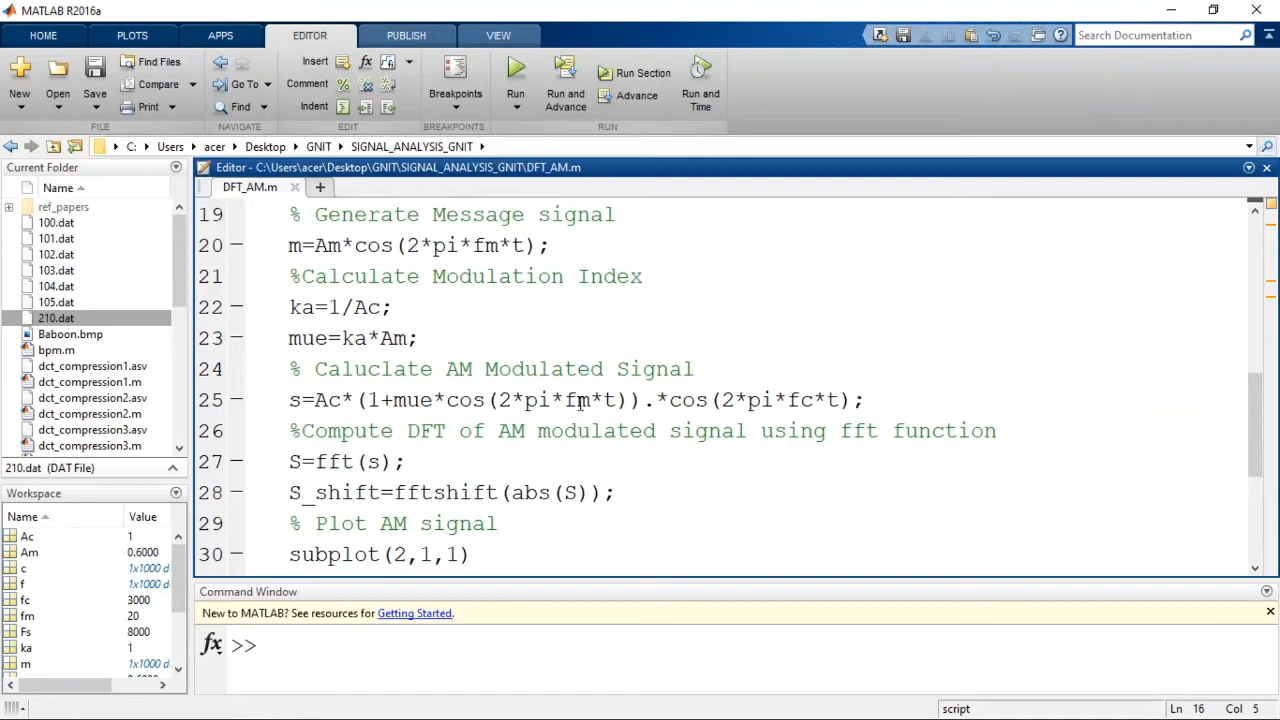 MATLAB R2016a
HOME PLOTS APPS EDITOR PUBLISH VIEW Search Documentation
New Open Save Find Files Compare Print
Go To Find
Insert Comment Indent
Breakpoints
Run Run and Advance Run Section Advance Run and Time
FILE NAVIGATE EDIT BREAKPOINTS RUN
C: Users acer Desktop GNIT SIGNAL_ANALYSIS_GNIT
Current Folder
Name
ref_papers
100.dat
101.dat
102.dat
103.dat
104.dat
105.dat
210.dat
Baboon.bmp
bpm.m
dct_compression1.asv
dct_compression1.m
dct_compression2.asv
dct_compression2.m
dct_compression3.asv
dct_compression3.m
210.dat (DAT File)
Workspace
Name Value
Ac 1
Am 0.6000
c 1x1000 d
f 1x1000 d
fc 3000
fm 20
Fs 8000
ka 1
m 1x1000 d
Editor - C:\Users\acer\Desktop\GNIT\SIGNAL_ANALYSIS_GNIT\DFT_AM.m
DFT_AM.m
19 % Generate Message signal
20 m=Am*cos(2*pi*fm*t);
21 %Calculate Modulation Index
22 ka=1/Ac;
23 mue=ka*Am;
24 % Caluclate AM Modulated Signal
25 s=Ac*(1+mue*cos(2*pi*fm*t)).*cos(2*pi*fc*t);
26 %Compute DFT of AM modulated signal using fft function
27 S=fft(s);
28 S_shift=fftshift(abs(S));
29 % Plot AM signal
30 subplot(2,1,1)
Command Window
New to MATLAB? See resources for Getting Started.
fx >>
script Ln 16 Col 5